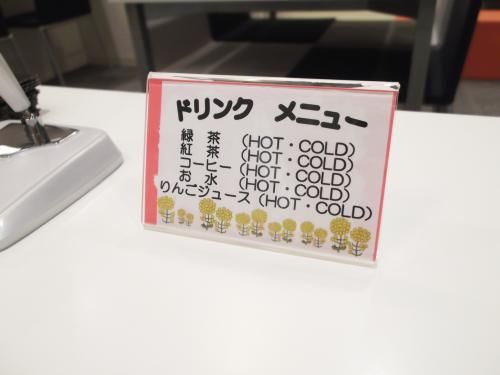 ドリンク メニュー
緑 茶 (HOT・COLD)
紅 茶 (HOT・COLD)
コーヒー (HOT・COLD)
お 水 (HOT・COLD)
りんごジュース (HOT・COLD)